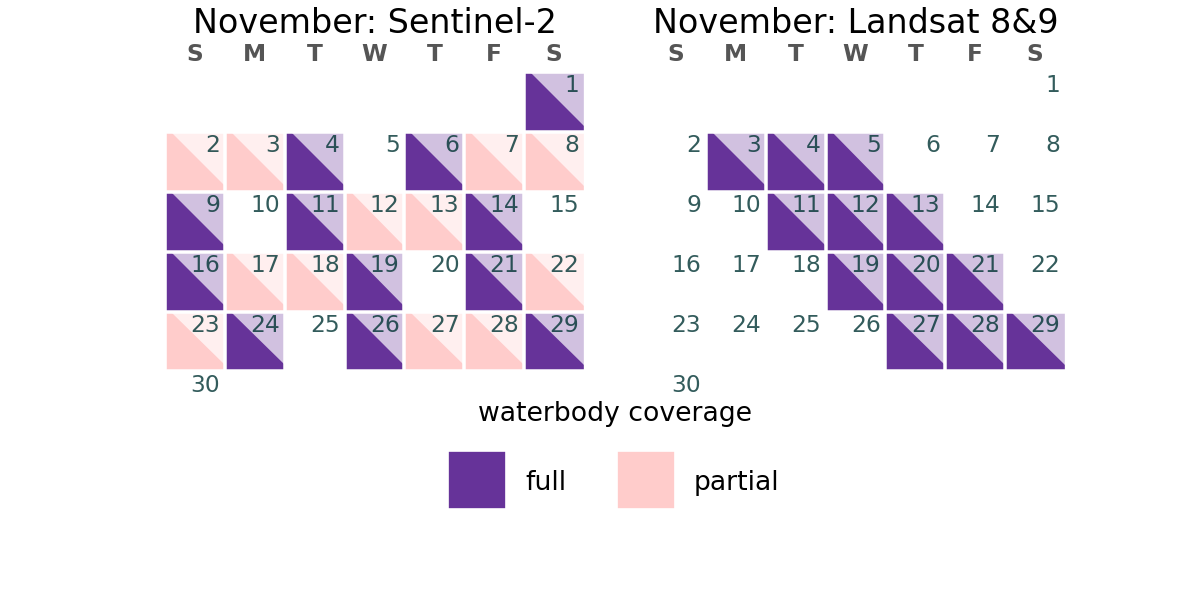 November: Sentinel-2
S M T W T F S
1
2 3 4 5 6 7 8
9 10 11 12 13 14 15
16 17 18 19 20 21 22
23 24 25 26 27 28 29
30
November: Landsat 8&9
S M T W T F S
1
2 3 4 5 6 7 8
9 10 11 12 13 14 15
16 17 18 19 20 21 22
23 24 25 26 27 28 29
30
waterbody coverage
full
partial